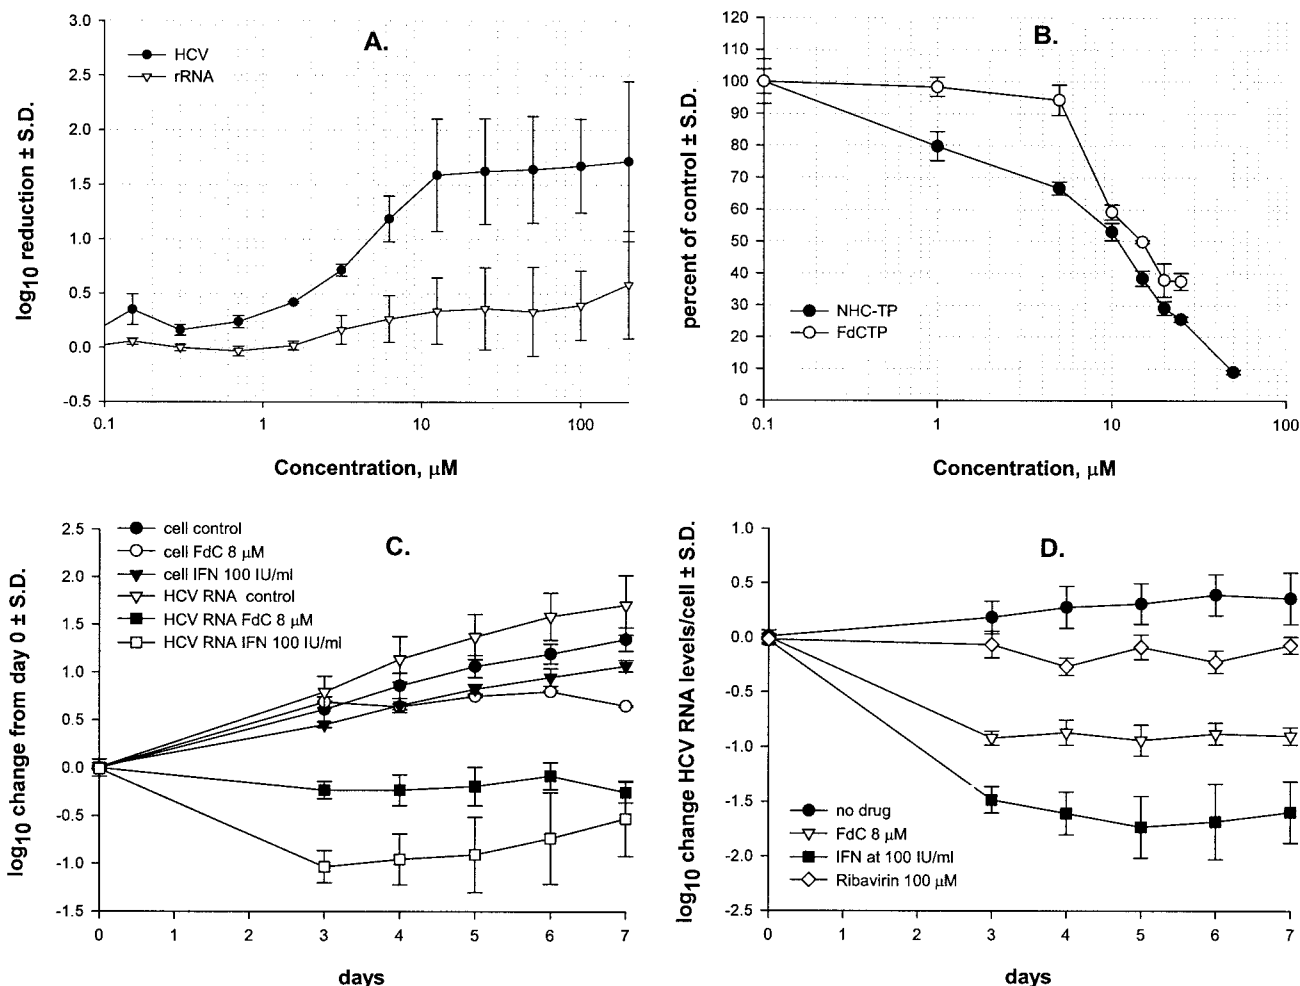 A.
HCV
rRNA
log10 reduction ± S.D.
3.0
2.5
2.0
1.5
1.0
0.5
0.0
-0.5
0.1 1 10 100
Concentration, μM
B.
percent of control ± S.D.
120
110
100
90
80
70
60
50
40
30
20
10
0
NHC-TP
FdCTP
0.1 1 10 100
Concentration, μM
C.
cell control
cell FdC 8 μM
cell IFN 100 IU/ml
HCV RNA control
HCV RNA FdC 8 μM
HCV RNA IFN 100 IU/ml
log10 change from day 0 ± S.D.
2.5
2.0
1.5
1.0
0.5
0.0
-0.5
-1.0
-1.5
0 1 2 3 4 5 6 7
days
D.
log10 change HCV RNA levels/cell ± S.D.
1.0
0.5
0.0
-0.5
-1.0
-1.5
-2.0
-2.5
no drug
FdC 8 μM
IFN at 100 IU/ml
Ribavirin 100 μM
0 1 2 3 4 5 6 7
days